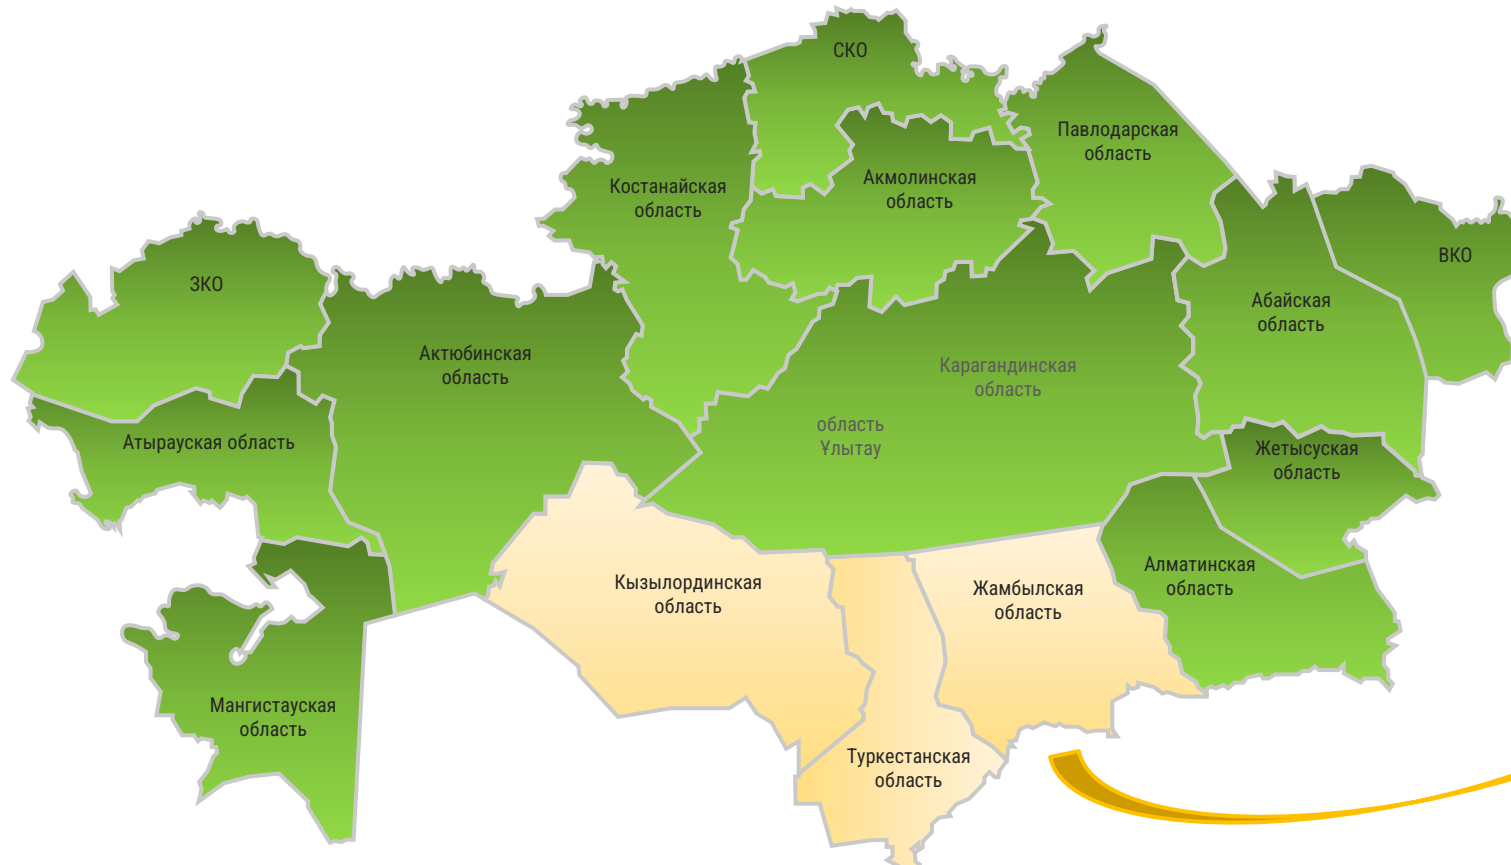 СКО
Павлодарская
область
Костанайская
область
Акмолинская
область
ЗКО
ВКО
Абайская
область
Актюбинская
область
Карагандинская
область
область
Ұлытау
Атырауская область
Жетысуская
область
Алматинская
область
Кызылординская
область
Жамбылская
область
Мангистауская
область
Туркестанская
область